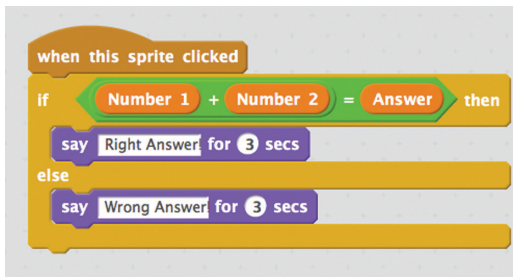 when this sprite clicked
if Number 1 + Number 2 = Answer then
say Right Answer! for 3 secs
else
say Wrong Answer! for 3 secs